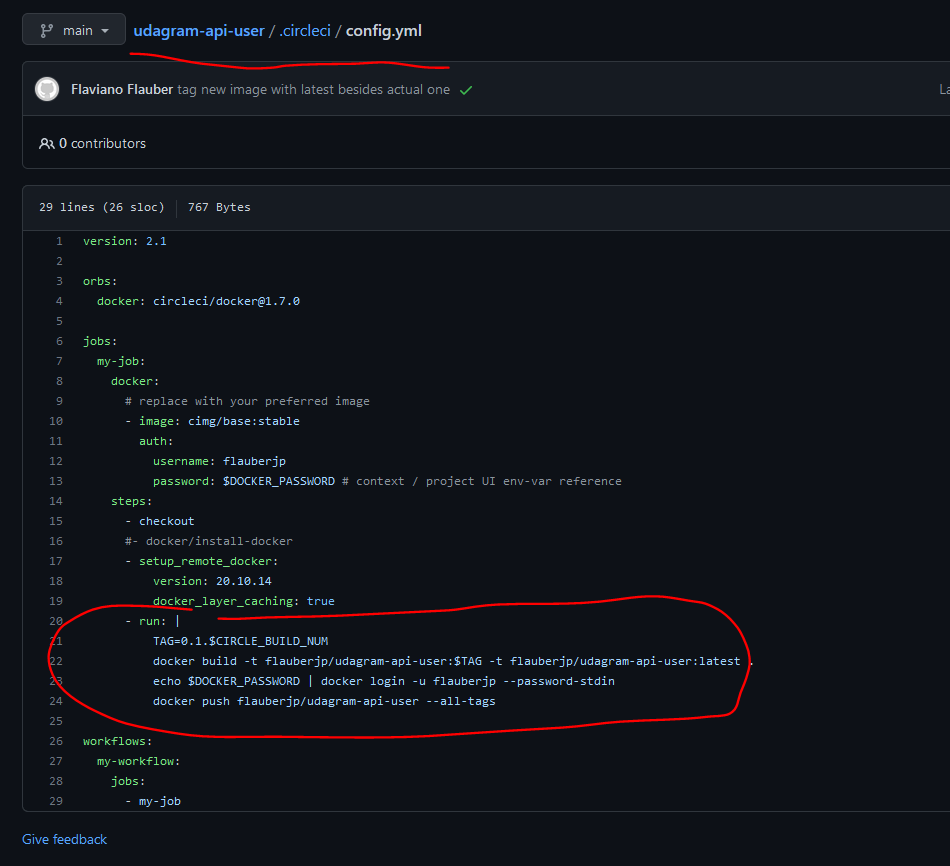 main
udagram-api-user / .circleci / config.yml
Flaviano Flauber tag new image with latest besides actual one
La
0 contributors
29 lines (26 sloc) 767 Bytes
1 version: 2.1
2
3 orbs:
4 docker: circleci/docker@1.7.0
5
6 jobs:
7 my-job:
8 docker:
9 # replace with your preferred image
10 - image: cimg/base:stable
11 auth:
12 username: flauberjp
13 password: $DOCKER_PASSWORD # context / project UI env-var reference
14 steps:
15 - checkout
16 #- docker/install-docker
17 - setup_remote_docker:
18 version: 20.10.14
19 docker_layer_caching: true
20 - run: |
21 TAG=0.1.$CIRCLE_BUILD_NUM
22 docker build -t flauberjp/udagram-api-user:$TAG -t flauberjp/udagram-api-user:latest .
23 echo $DOCKER_PASSWORD | docker login -u flauberjp --password-stdin
24 docker push flauberjp/udagram-api-user --all-tags
25
26 workflows:
27 my-workflow:
28 jobs:
29 - my-job
Give feedback